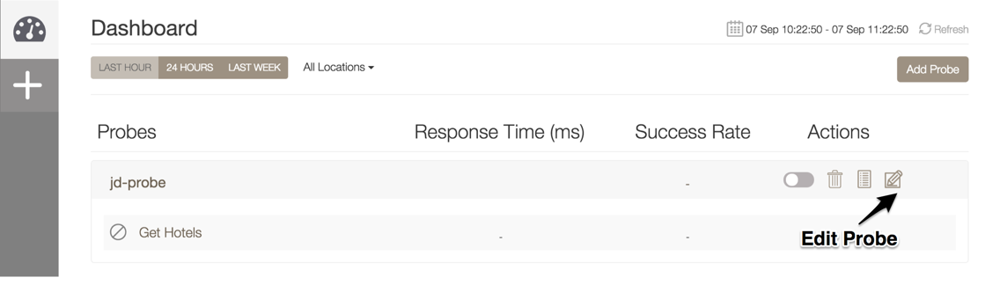 Dashboard
07 Sep 10:22:50 - 07 Sep 11:22:50 Refresh
LAST HOUR 24 HOURS LAST WEEK All Locations Add Probe
Probes Response Time (ms) Success Rate Actions
jd-probe -
Get Hotels - -
Edit Probe